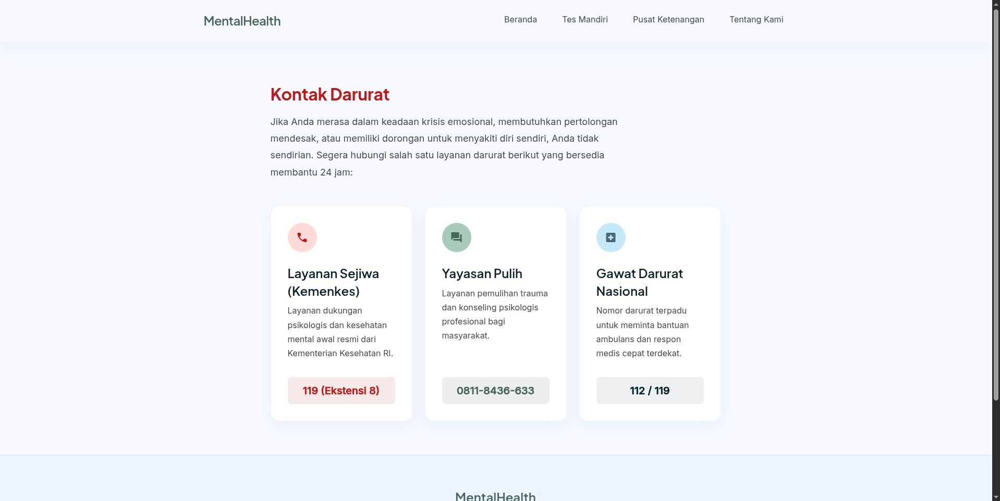 MentalHealth
Beranda
Tes Mandiri
Pusat Ketenangan
Tentang Kami
Kontak Darurat
Jika Anda merasa dalam keadaan krisis emosional, membutuhkan pertolongan
mendesak, atau memiliki dorongan untuk menyakiti diri sendiri, Anda tidak
sendirian. Segera hubungi salah satu layanan darurat berikut yang bersedia
membantu 24 jam:
Layanan Sejiwa
(Kemenkes)
Layanan dukungan
psikologis dan kesehatan
mental awal resmi dari
Kementerian Kesehatan RI.
119 (Ekstensi 8)
Yayasan Pulih
Layanan pemulihan trauma
dan konseling psikologis
profesional bagi
masyarakat.
0811-8436-633
Gawat Darurat
Nasional
Nomor darurat terpadu
untuk meminta bantuan
ambulans dan respon
medis cepat terdekat.
112 / 119
MentalHealth